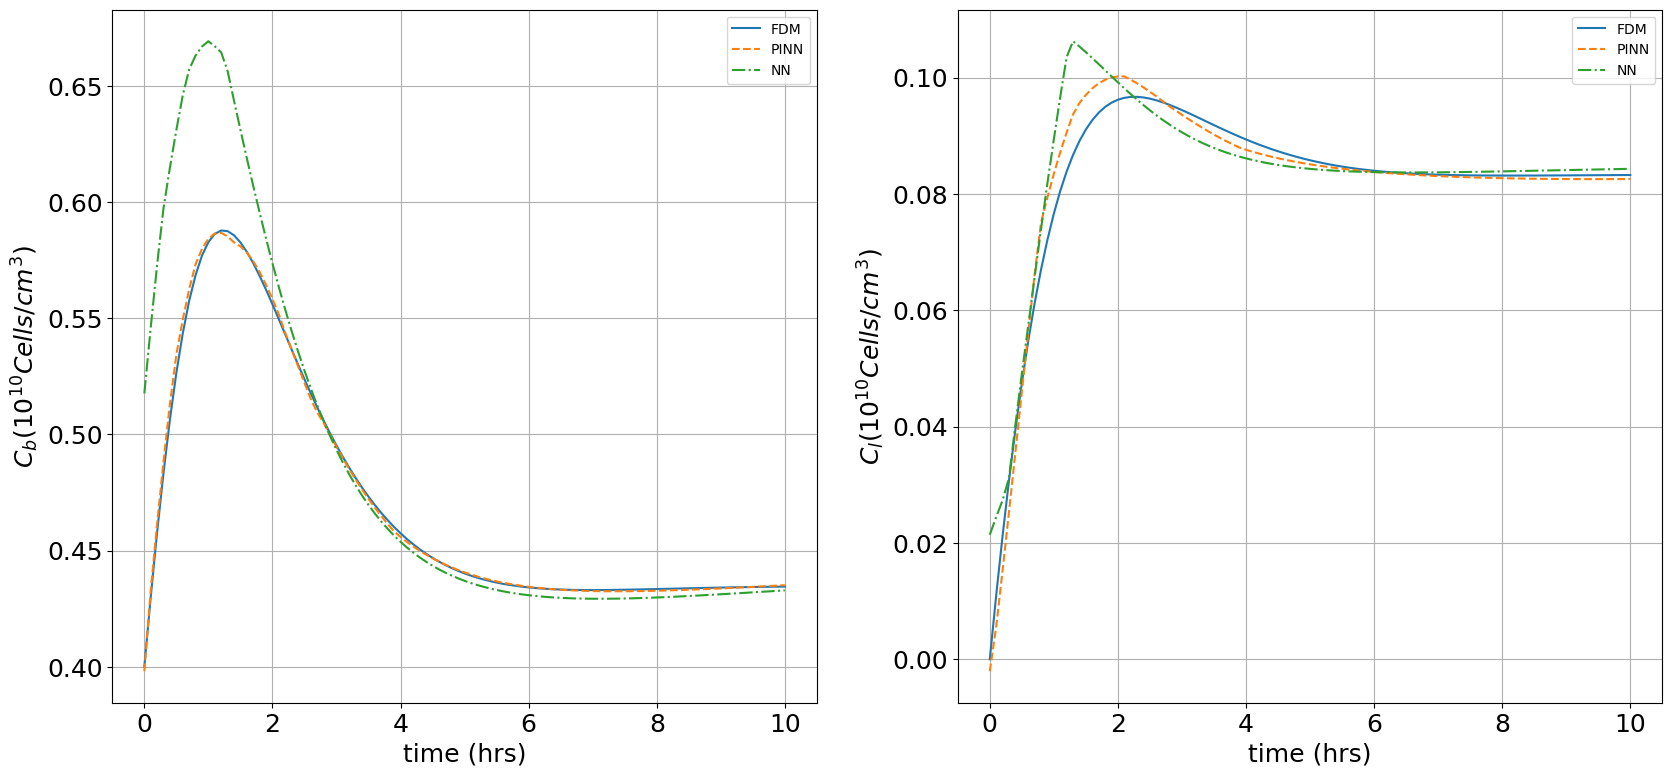 0.65
0.60
0.55
0.50
0.45
0.40
C_b(10^{10}Cells/cm^3)
0 2 4 6 8 10
time (hrs)
FDM
PINN
NN
0.10
0.08
0.06
0.04
0.02
0.00
C_l(10^{10}Cells/cm^3)
0 2 4 6 8 10
time (hrs)
FDM
PINN
NN